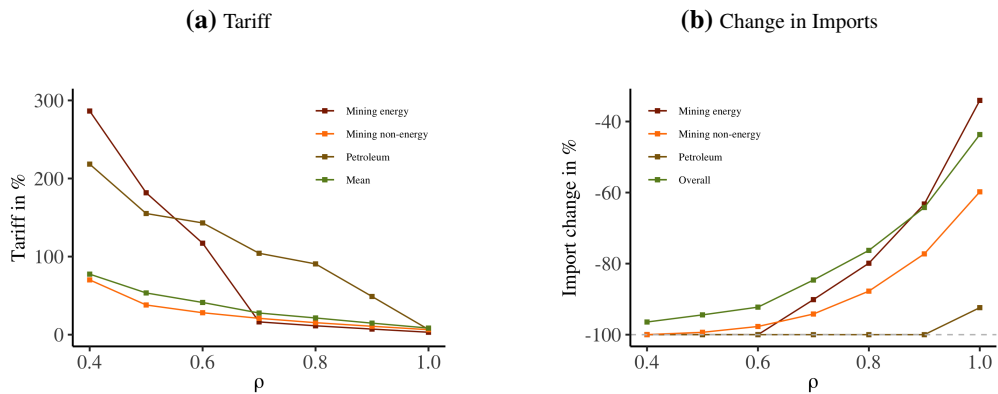 (a) Tariff
Tariff in %
300
200
100
0
0.4 0.6 0.8 1.0
ρ
Mining energy
Mining non-energy
Petroleum
Mean
(b) Change in Imports
Import change in %
-40
-60
-80
-100
0.4 0.6 0.8 1.0
ρ
Mining energy
Mining non-energy
Petroleum
Overall